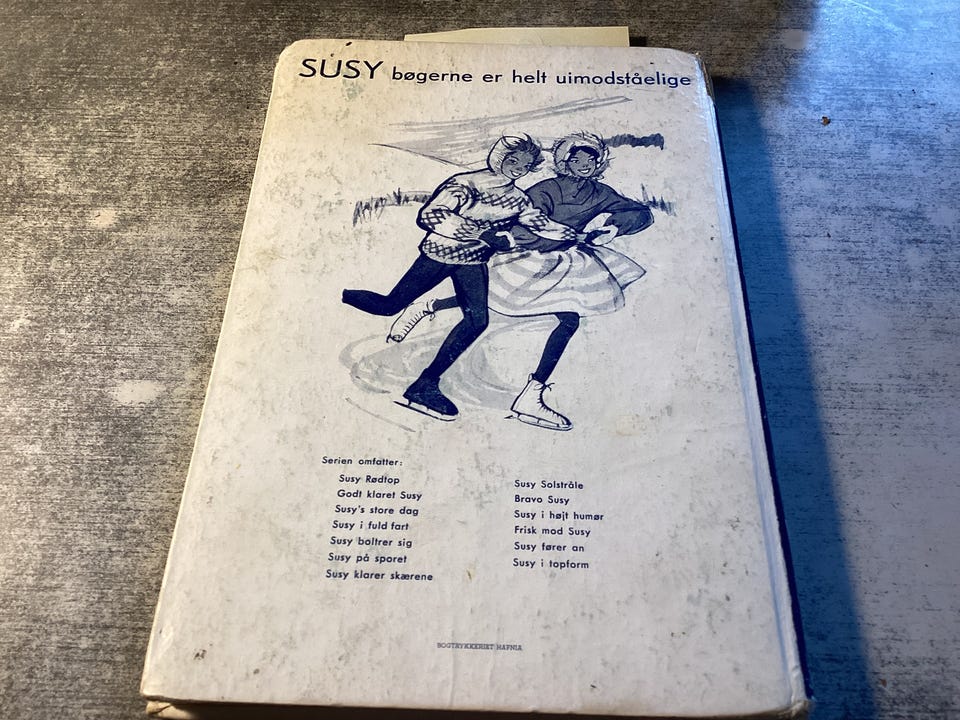 SUSY bøgerne er helt uimodståelige
Serien omfatter:
Susy Rødtop
Godt klaret Susy
Susy's store dag
Susy i fuld fart
Susy boltrer sig
Susy på sporet
Susy klarer skærene
Susy Solstråle
Bravo Susy
Susy i højt humør
Frisk mod Susy
Susy fører an
Susy i topform
BOGTRYKKERIET HAFNIA